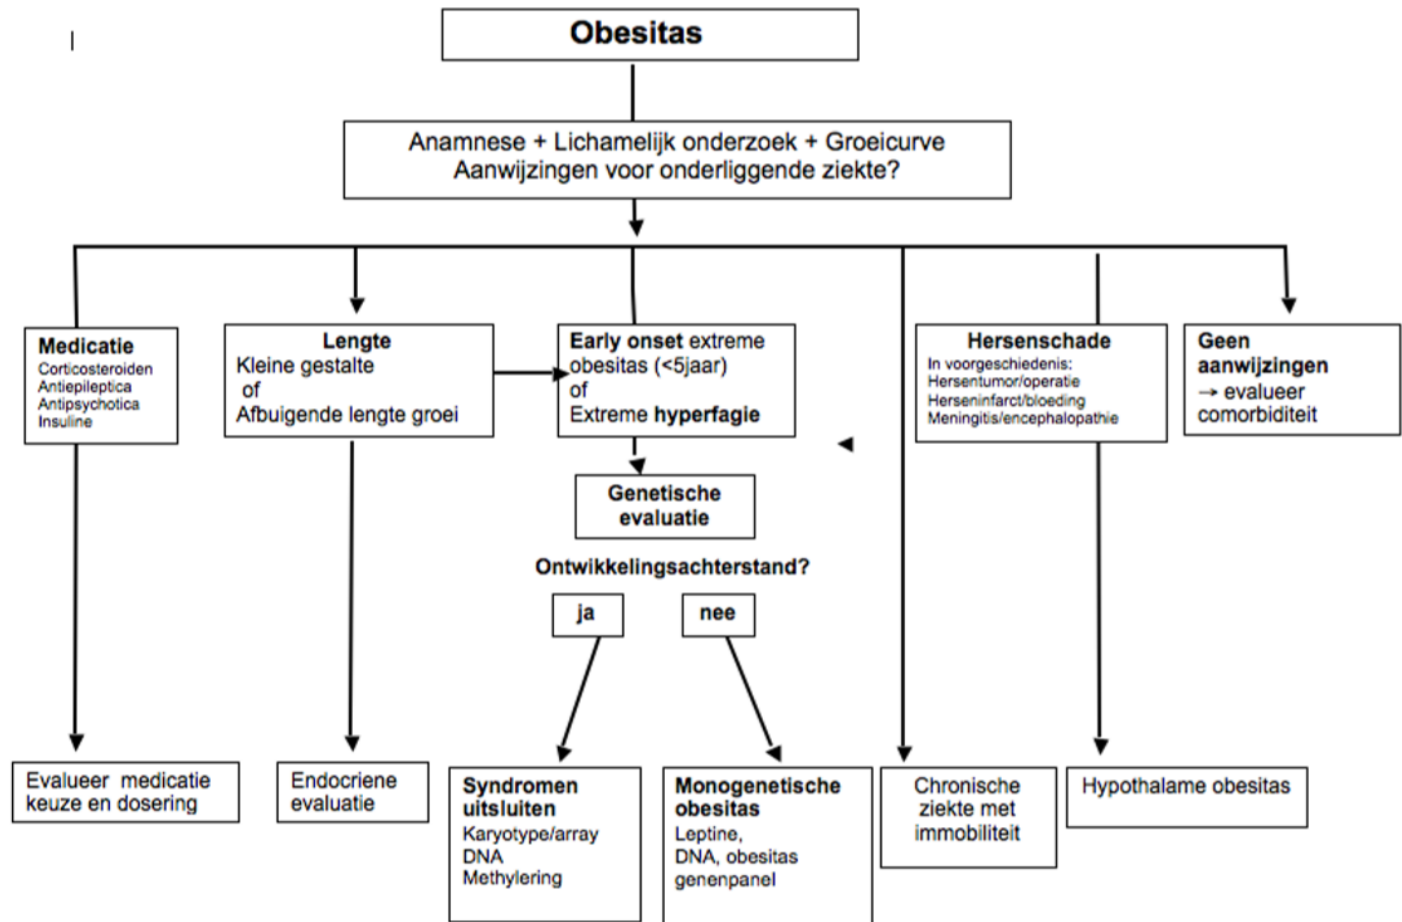 Obesitas
Anamnese + Lichamelijk onderzoek + Groeicurve
Aanwijzingen voor onderliggende ziekte?
Medicatie
Corticosteroiden
Antiepileptica
Antipsychotica
Insuline
Lengte
Kleine gestalte
of
Afbuigende lengte groei
Early onset extreme
obesitas (<5jaar)
of
Extreme hyperfagie
Hersenschade
In voorgeschiedenis:
Hersentumor/operatie
Herseninfarct/bloeding
Meningitis/encephalopathie
Geen
aanwijzingen
→ evalueer
comorbiditeit
Genetische
evaluatie
Ontwikkelingsachterstand?
ja
nee
Evalueer medicatie
keuze en dosering
Endocriene
evaluatie
Syndromen
uitsluiten
Karyotype/array
DNA
Methylering
Monogenetische
obesitas
Leptine,
DNA, obesitas
genenpanel
Chronische
ziekte met
immobiliteit
Hypothalame obesitas